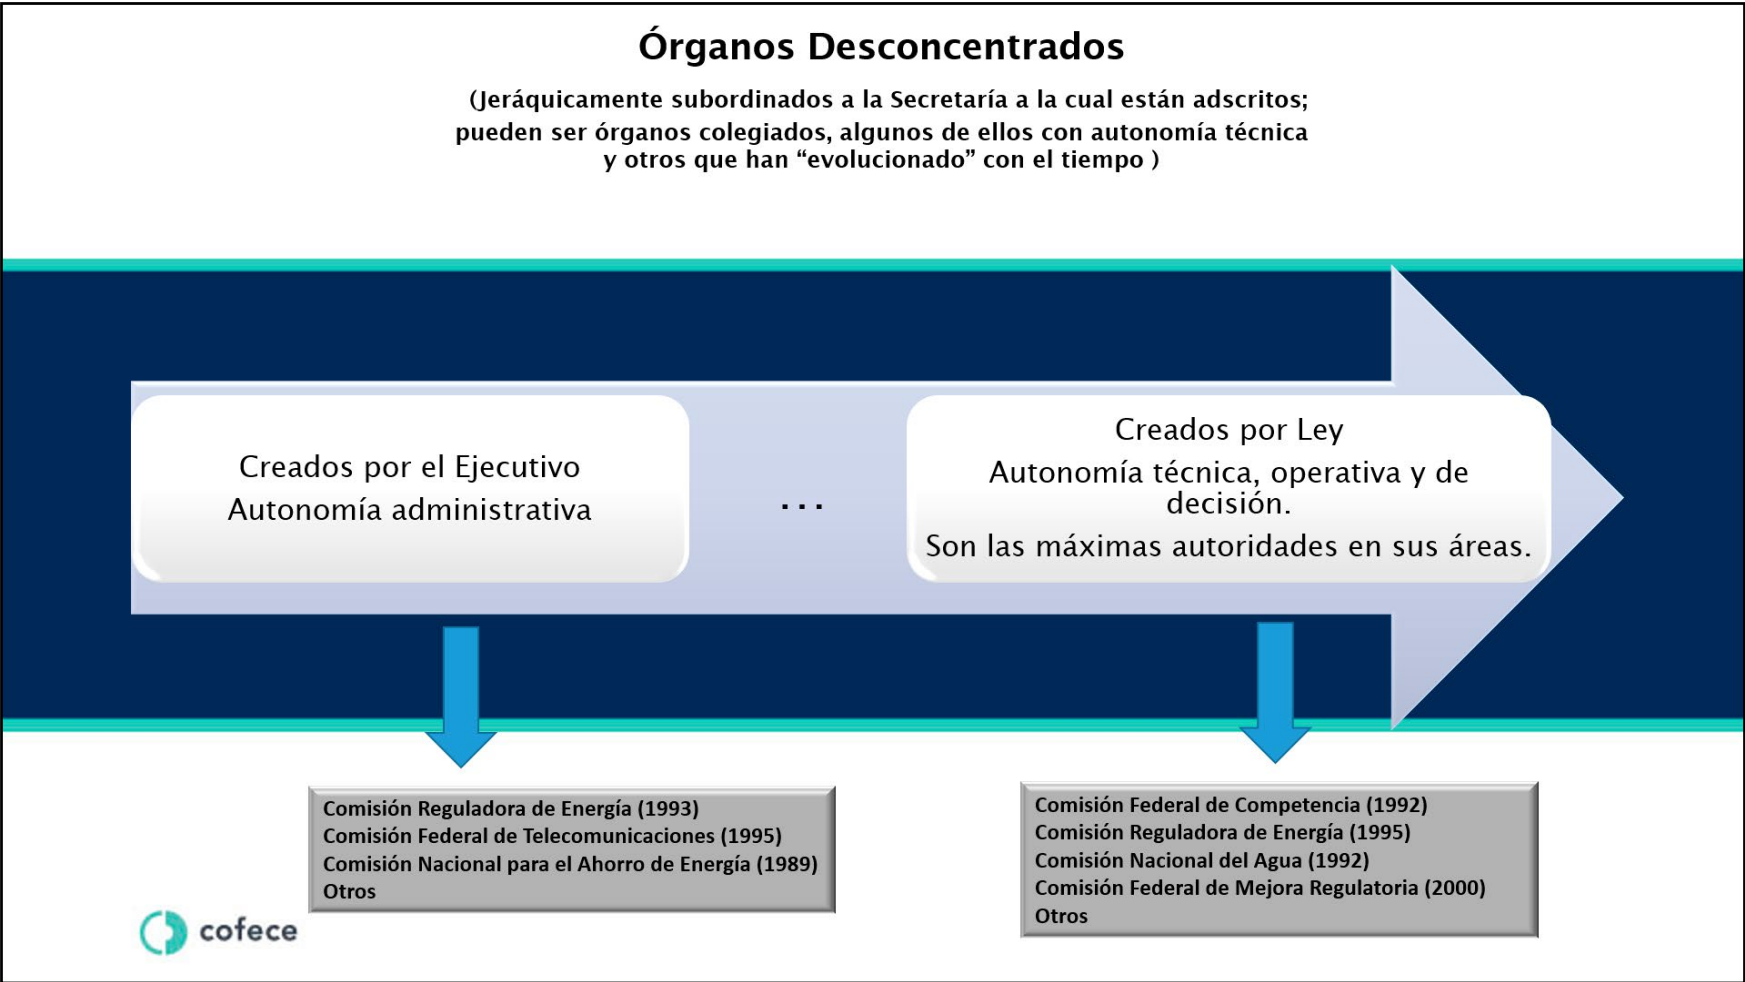 Órganos Desconcentrados
(Jeráquicamente subordinados a la Secretaría a la cual están adscritos;
pueden ser órganos colegiados, algunos de ellos con autonomía técnica
y otros que han “evolucionado” con el tiempo )
Creados por el Ejecutivo
Autonomía administrativa
...
Creados por Ley
Autonomía técnica, operativa y de
decisión.
Son las máximas autoridades en sus áreas.
Comisión Reguladora de Energía (1993)
Comisión Federal de Telecomunicaciones (1995)
Comisión Nacional para el Ahorro de Energía (1989)
Otros
Comisión Federal de Competencia (1992)
Comisión Reguladora de Energía (1995)
Comisión Nacional del Agua (1992)
Comisión Federal de Mejora Regulatoria (2000)
Otros
cofece